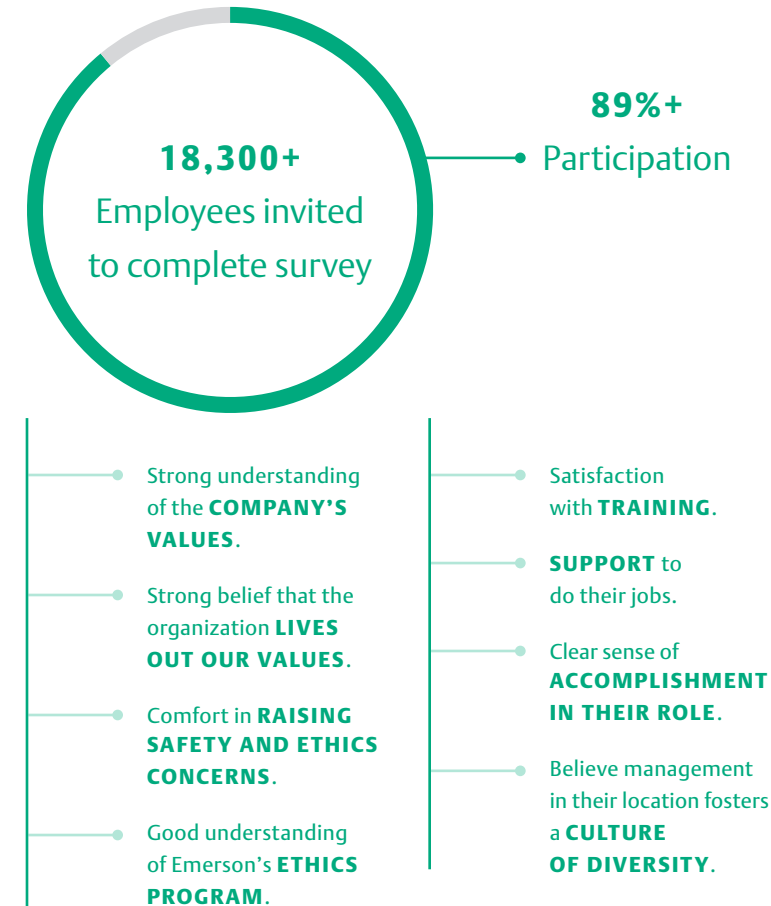 18,300+
Employees invited
to complete survey
89%+
Participation
Strong understanding
of the COMPANY’S
VALUES.
Strong belief that the
organization LIVES
OUT OUR VALUES.
Comfort in RAISING
SAFETY AND ETHICS
CONCERNS.
Good understanding
of Emerson’s ETHICS
PROGRAM.
Satisfaction
with TRAINING.
SUPPORT to
do their jobs.
Clear sense of
ACCOMPLISHMENT
IN THEIR ROLE.
Believe management
in their location fosters
a CULTURE
OF DIVERSITY.